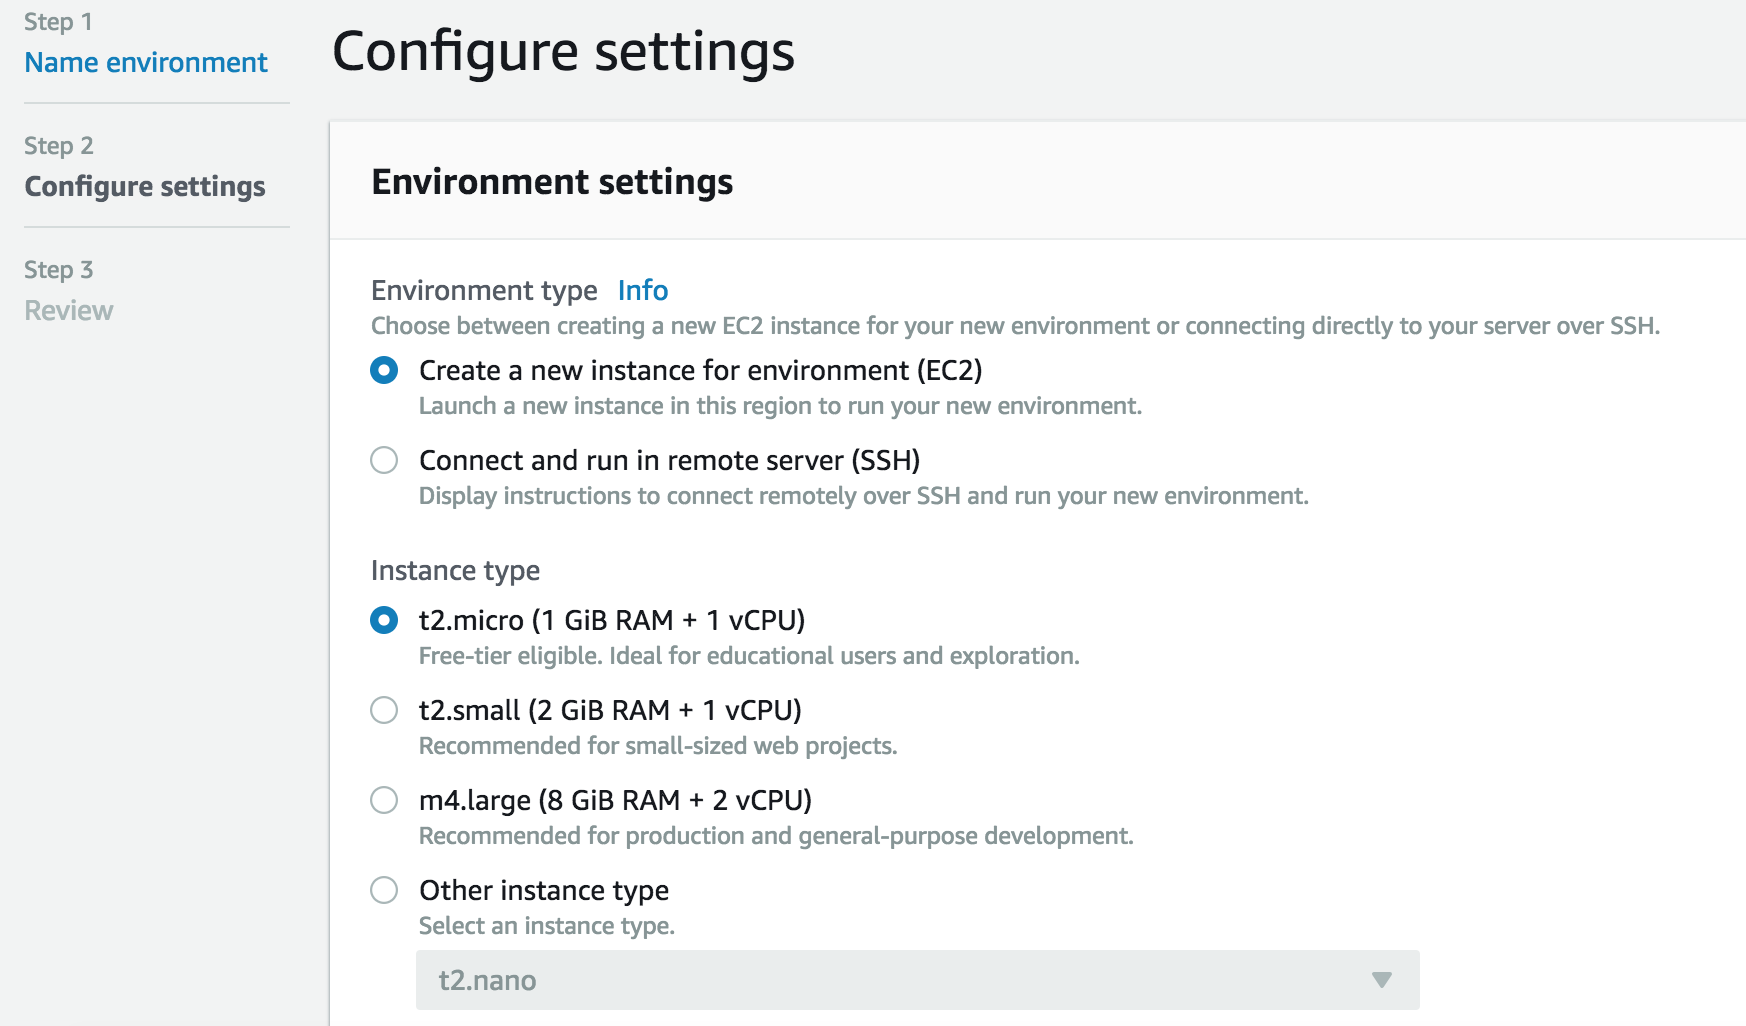 Step 1
Name environment
Step 2
Configure settings
Step 3
Review
Configure settings
Environment settings
Environment type Info
Choose between creating a new EC2 instance for your new environment or connecting directly to your server over SSH.
Create a new instance for environment (EC2)
Launch a new instance in this region to run your new environment.
Connect and run in remote server (SSH)
Display instructions to connect remotely over SSH and run your new environment.
Instance type
t2.micro (1 GiB RAM + 1 vCPU)
Free-tier eligible. Ideal for educational users and exploration.
t2.small (2 GiB RAM + 1 vCPU)
Recommended for small-sized web projects.
m4.large (8 GiB RAM + 2 vCPU)
Recommended for production and general-purpose development.
Other instance type
Select an instance type.
t2.nano